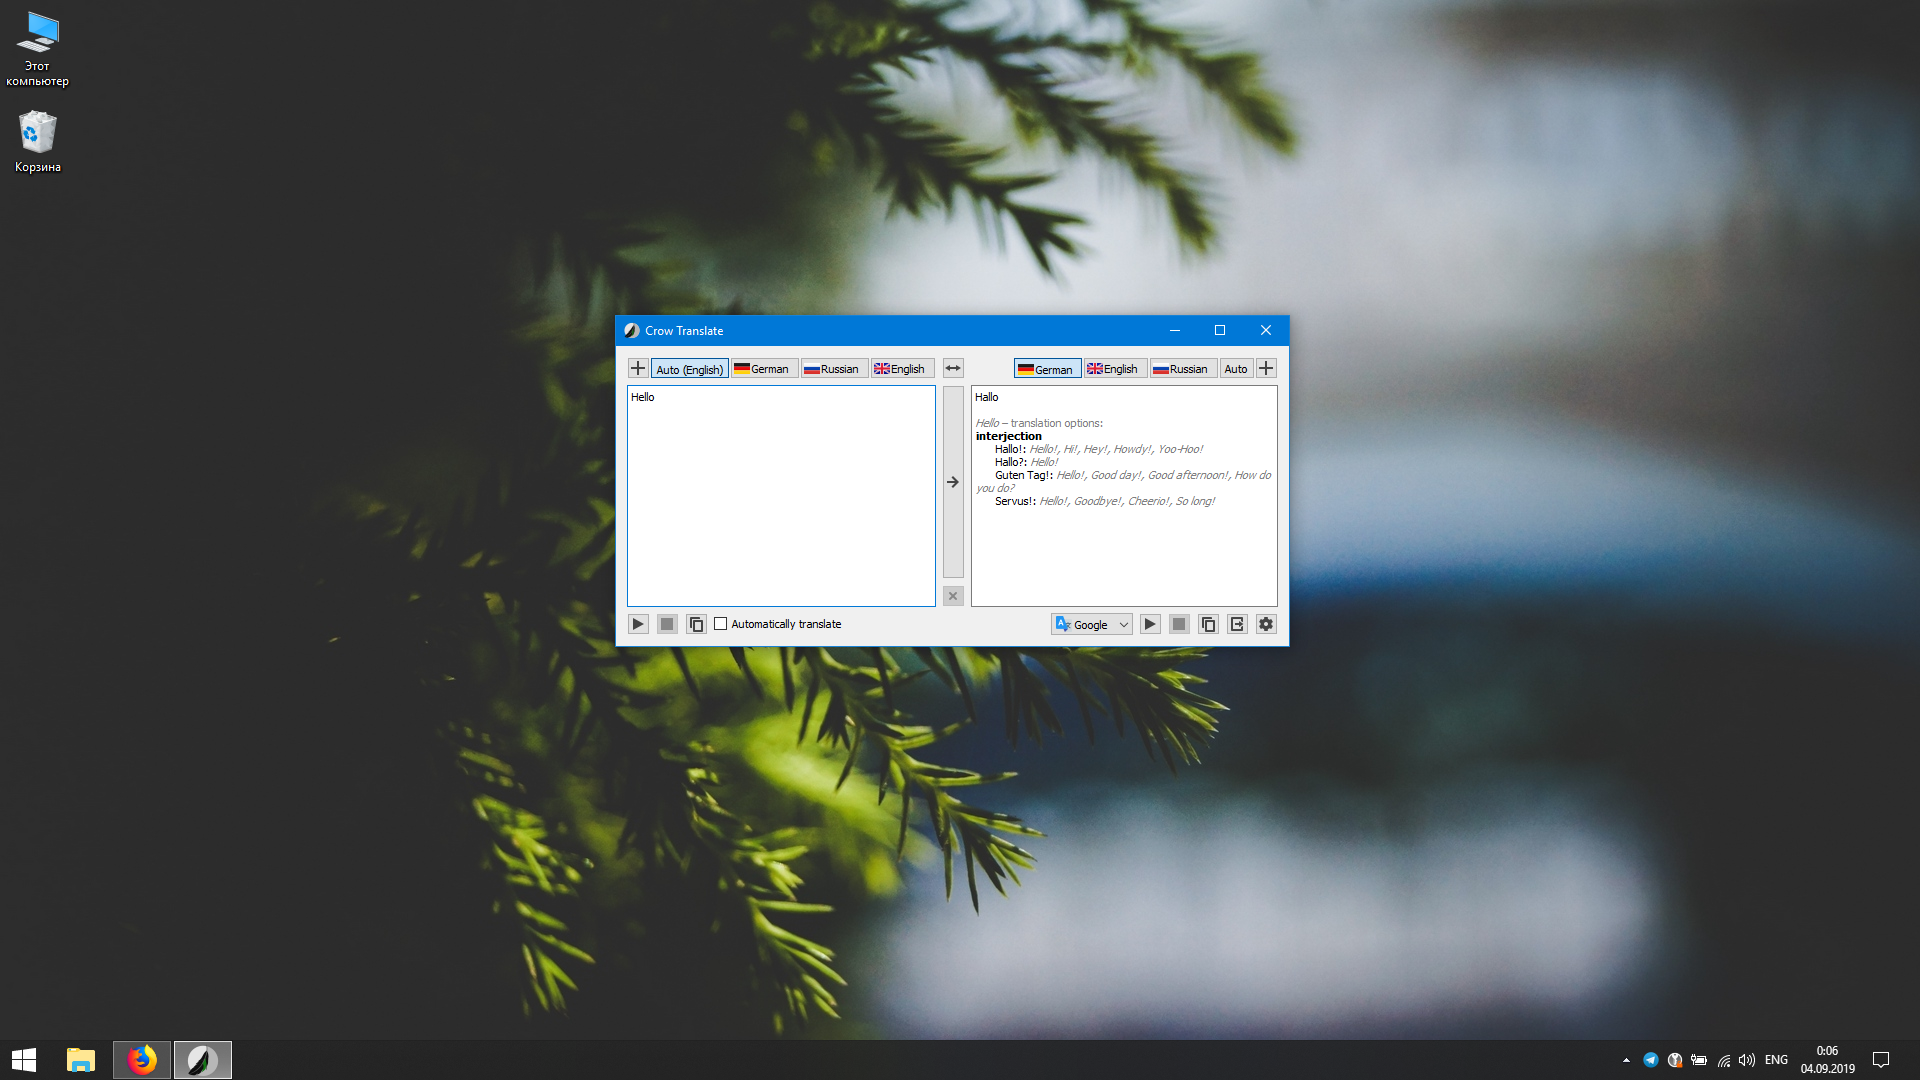 Этот
компьютер
Корзина
Crow Translate
Auto (English) German Russian English German English Russian Auto
Hello
Hallo
Hello – translation options:
interjection
Hallo!: Hello!, Hi!, Hey!, Howdy!, Yoo-Hoo!
Hallo?: Hello!
Guten Tag!: Hello!, Good day!, Good afternoon!, How do
you do?
Servus!: Hello!, Goodbye!, Cheerio!, So long!
Automatically translate
Google
ENG
0:06
04.09.2019